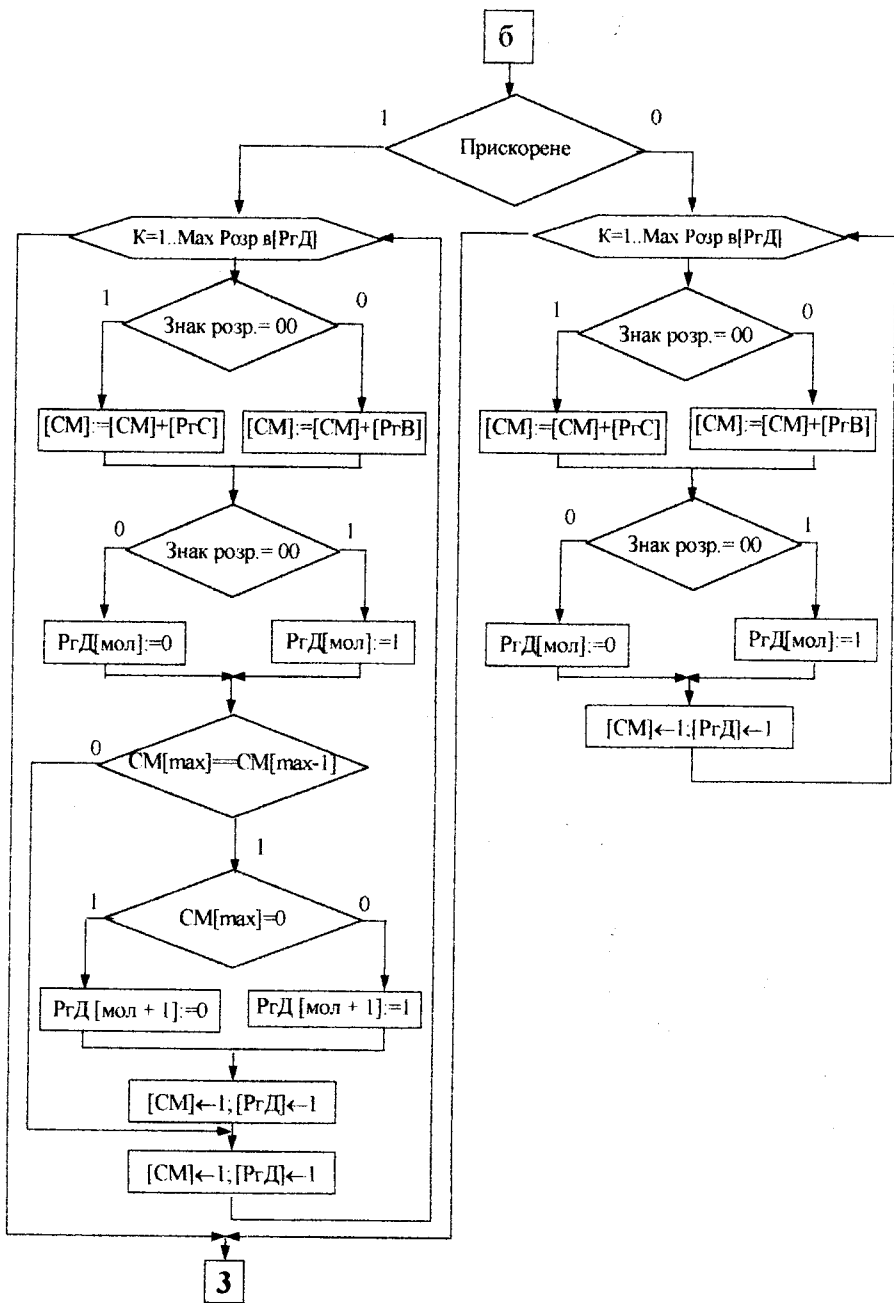 б
Прискорене
1
0
К=1..Max Розр в[РгД]
Знак розр.= 00
1
0
[СМ]:=[СМ]+[РгС]
[СМ]:=[СМ]+[РгВ]
Знак розр.= 00
0
1
РгД[мол]:=0
РгД[мол]:=1
СМ[max]==СМ[max-1]
0
1
СМ[max]=0
1
0
РгД [мол + 1]:=0
РгД [мол + 1]:=1
[СМ]←1; [РгД]←1
[СМ]←1; [РгД]←1
К=1..Max Розр в[РгД]
Знак розр.= 00
1
0
[СМ]:=[СМ]+[РгС]
[СМ]:=[СМ]+[РгВ]
Знак розр.= 00
0
1
РгД[мол]:=0
РгД[мол]:=1
[СМ]←1;[РгД]←1
3